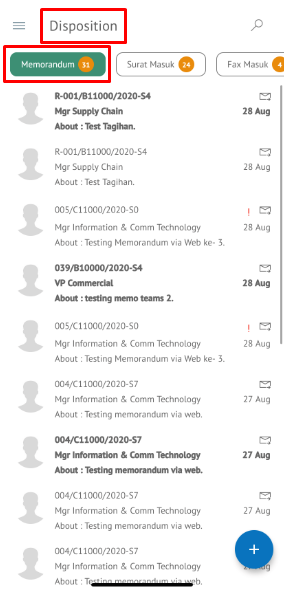 Disposition
Memorandum 31
Surat Masuk 24
Fax Masuk 4
R-001/B11000/2020-S4
Mgr Supply Chain 28 Aug
About : Test Tagihan.
R-001/B11000/2020-S4
Mgr Supply Chain 28 Aug
About : Test Tagihan.
005/C11000/2020-S0 !
Mgr Information & Comm Technology 28 Aug
About : Testing Memorandum via Web ke- 3.
039/B10000/2020-S4
VP Commercial 28 Aug
About : testing memo teams 2.
005/C11000/2020-S0 !
Mgr Information & Comm Technology 28 Aug
About : Testing Memorandum via Web ke- 3.
004/C11000/2020-S7
Mgr Information & Comm Technology 27 Aug
About : Testing memorandum via web.
004/C11000/2020-S7
Mgr Information & Comm Technology 27 Aug
About : Testing memorandum via web.
004/C11000/2020-S7
Mgr Information & Comm Technology 27 Aug
About : Testing memorandum via web.
004/C11000/2020-S7
Mgr Information & Comm Technology
About : Testing memorandum via web.